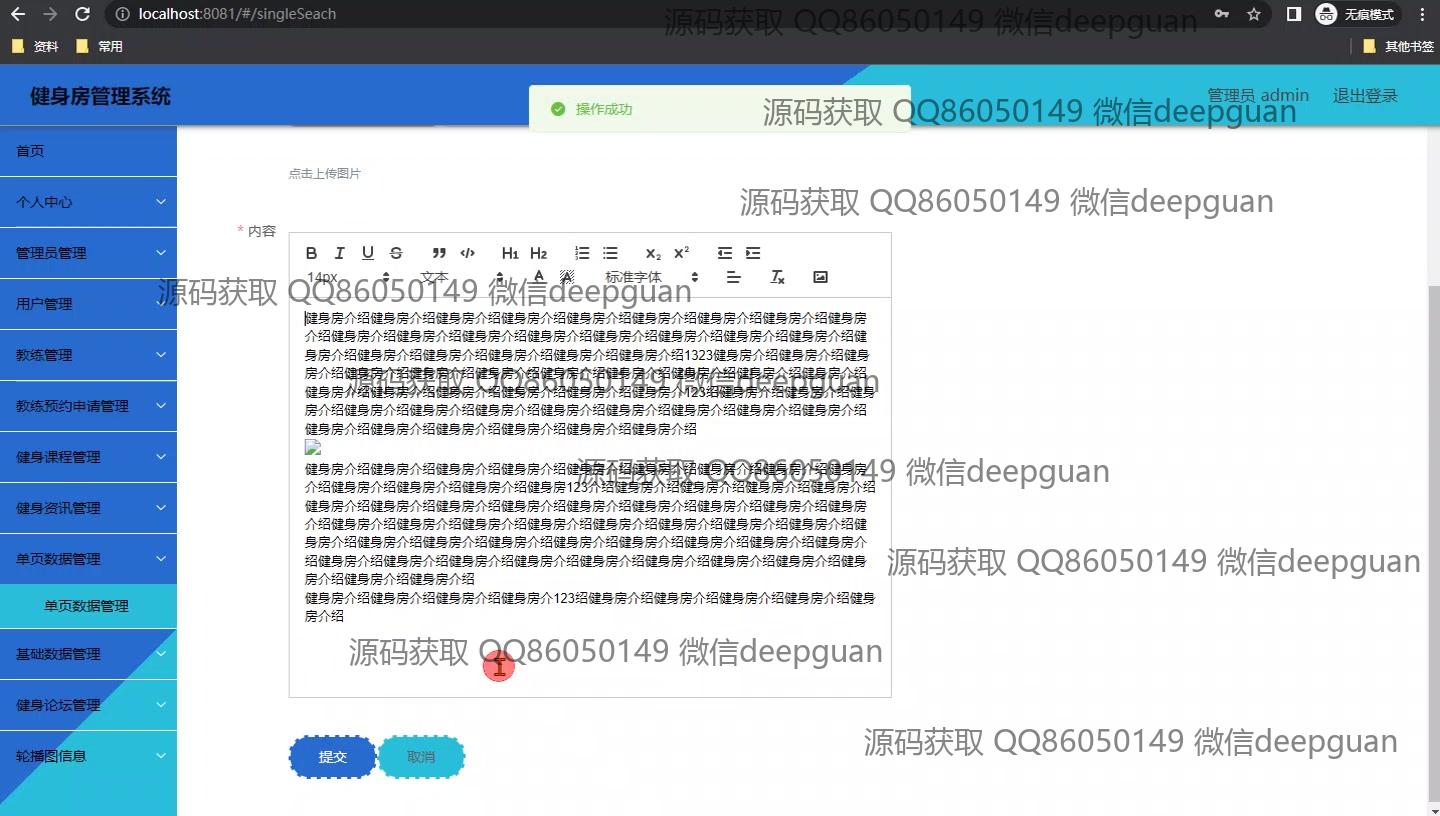 localhost:8081/#/singleSeach
无痕模式
资料
常用
其他书签
源码获取 QQ86050149 微信deepguan
健身房管理系统
操作成功
管理员 admin
退出登录
源码获取 QQ86050149 微信deepguan
首页
个人中心
管理员管理
用户管理
教练管理
教练预约申请管理
健身课程管理
健身资讯管理
单页数据管理
单页数据管理
基础数据管理
健身论坛管理
轮播图信息
点击上传图片
源码获取 QQ86050149 微信deepguan
* 内容
B I U S ” </> H1 H2 X2 X2
14px 文本 A A 标准字体 Tx
源码获取 QQ86050149 微信deepguan
健身房介绍健身房介绍健身房介绍健身房介绍健身房介绍健身房介绍健身房介绍健身房介绍健身房
介绍健身房介绍健身房介绍健身房介绍健身房介绍健身房介绍健身房介绍健身房介绍健身房介绍健
身房介绍健身房介绍健身房介绍健身房介绍健身房介绍健身房介绍1323健身房介绍健身房介绍健身
房介绍健身房介绍健身房介绍健身房介绍健身房介绍健身房介绍健身房介绍健身房介绍健身房介绍
源码获取 QQ86050149 微信deepguan
健身房介绍健身房介绍健身房介绍健身房介绍健身房介绍健身房介123绍健身房介绍健身房介绍健身
房介绍健身房介绍健身房介绍健身房介绍健身房介绍健身房介绍健身房介绍健身房介绍健身房介绍
健身房介绍健身房介绍健身房介绍健身房介绍健身房介绍健身房介绍
健身房介绍健身房介绍健身房介绍健身房介绍健身房介绍健身房介绍健身房介绍健身房介绍健身房
源码获取 QQ86050149 微信deepguan
介绍健身房介绍健身房介绍健身房介绍健身房123介绍健身房介绍健身房介绍健身房介绍健身房介绍
健身房介绍健身房介绍健身房介绍健身房介绍健身房介绍健身房介绍健身房介绍健身房介绍健身房
介绍健身房介绍健身房介绍健身房介绍健身房介绍健身房介绍健身房介绍健身房介绍健身房介绍健
身房介绍健身房介绍健身房介绍健身房介绍健身房介绍健身房介绍健身房介绍健身房介绍健身房介
绍健身房介绍健身房介绍健身房介绍健身房介绍健身房介绍健身房介绍健身房介绍健身房介绍健身
房介绍健身房介绍健身房介绍
健身房介绍健身房介绍健身房介绍健身房介123绍健身房介绍健身房介绍健身房介绍健身房介绍健身
房介绍
源码获取 QQ86050149 微信deepguan
源码获取 QQ86050149 微信deepguan
提交
取消
源码获取 QQ86050149 微信deepguan